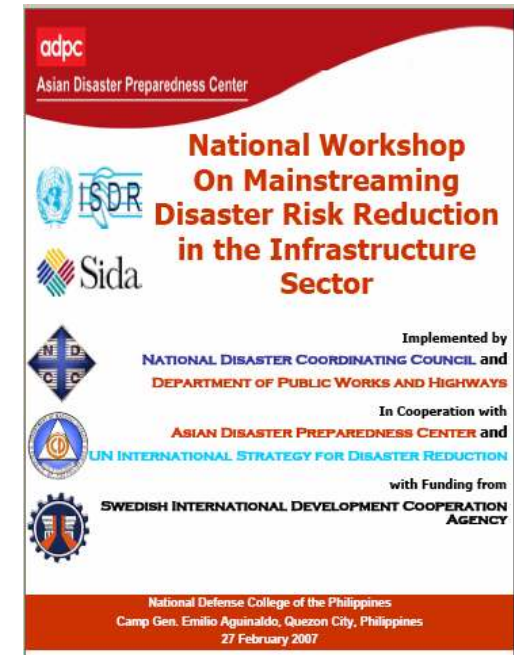 adpc
Asian Disaster Preparedness Center
National Workshop
On Mainstreaming
Disaster Risk Reduction
in the Infrastructure
Sector
ISDR
Sida
N D
C C
Implemented by
NATIONAL DISASTER COORDINATING COUNCIL and
DEPARTMENT OF PUBLIC WORKS AND HIGHWAYS
In Cooperation with
ASIAN DISASTER PREPAREDNESS CENTER and
UN INTERNATIONAL STRATEGY FOR DISASTER REDUCTION
with Funding from
SWEDISH INTERNATIONAL DEVELOPMENT COOPERATION
AGENCY
National Defense College of the Philippines
Camp Gen. Emilio Aguinaldo, Quezon City, Philippines
27 February 2007